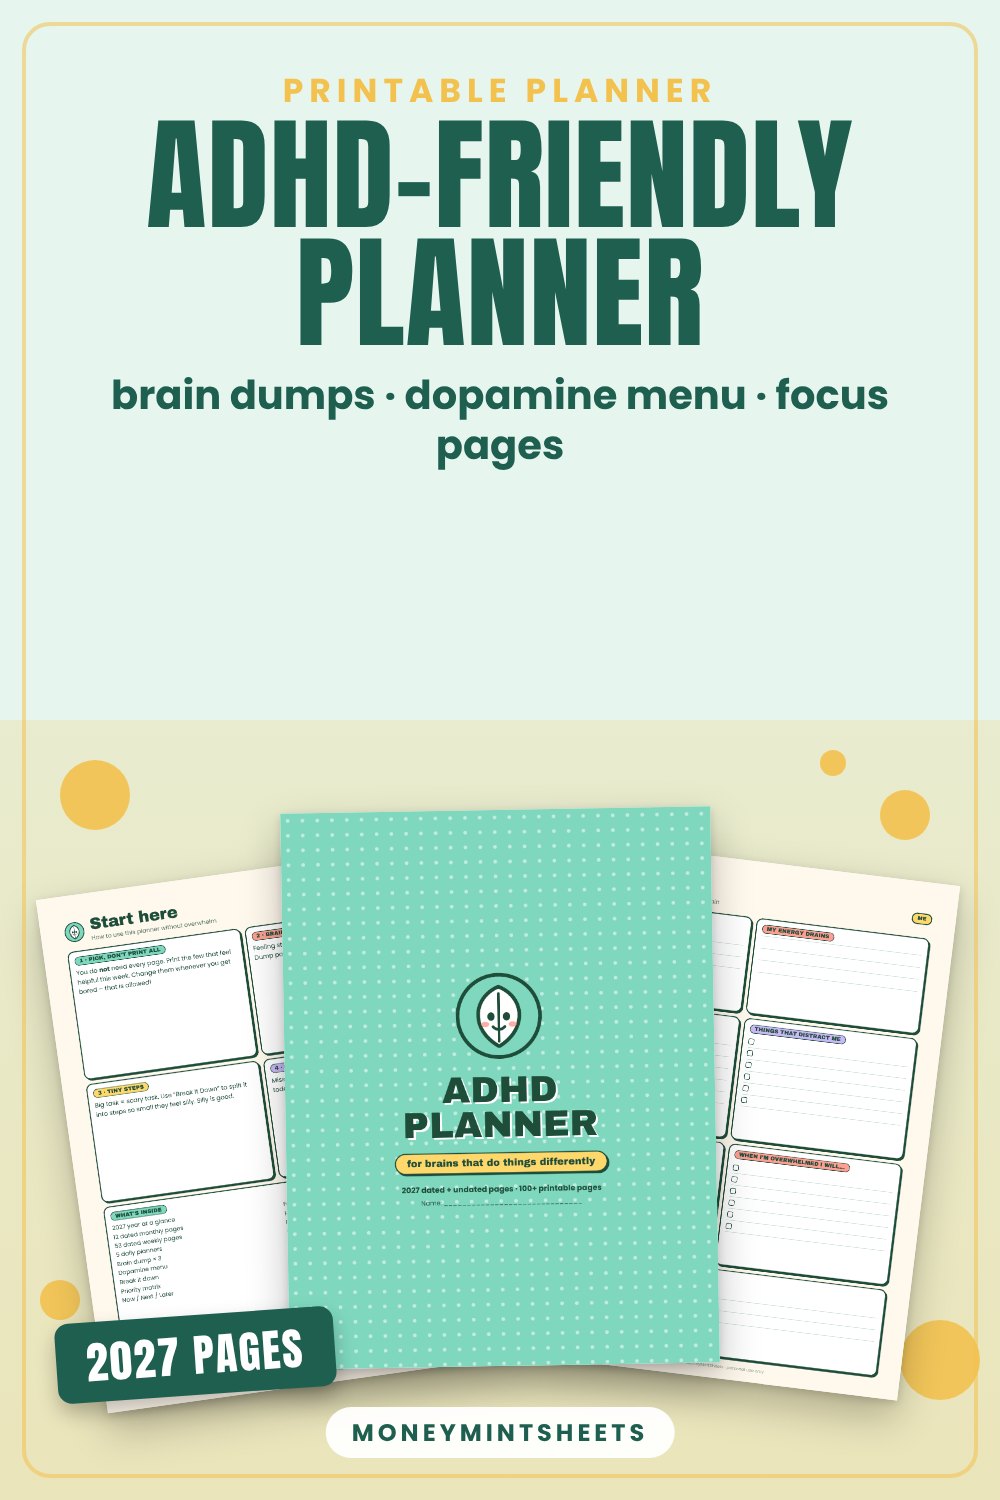 PRINTABLE PLANNER
ADHD-FRIENDLY
PLANNER
brain dumps · dopamine menu · focus
pages
Start here
How to use this planner without overwhelm
1 · PICK, DON'T PRINT ALL
You do not need every page. Print the few that feel
helpful this week. Change them whenever you get
bored – that is allowed!
Feeling
Dump
3 · TINY STEPS
Big task = scary task. Use "Break It Down" to split it
into steps so small they feel silly. Silly is good.
4 ·
WHAT'S INSIDE
2027 year at a glance
12 dated monthly pages
53 dated weekly pages
5 daily planners
Brain dump × 3
Dopamine menu
Break it down
Priority matrix
Now / Next / Later
ADHD
PLANNER
for brains that do things differently
2027 dated + undated pages · 100+ printable pages
Name
ME
MY ENERGY DRAINS
THINGS THAT DISTRACT ME
WHEN I'M OVERWHELMED I WILL...
2027 PAGES
MONEYMINTSHEETS